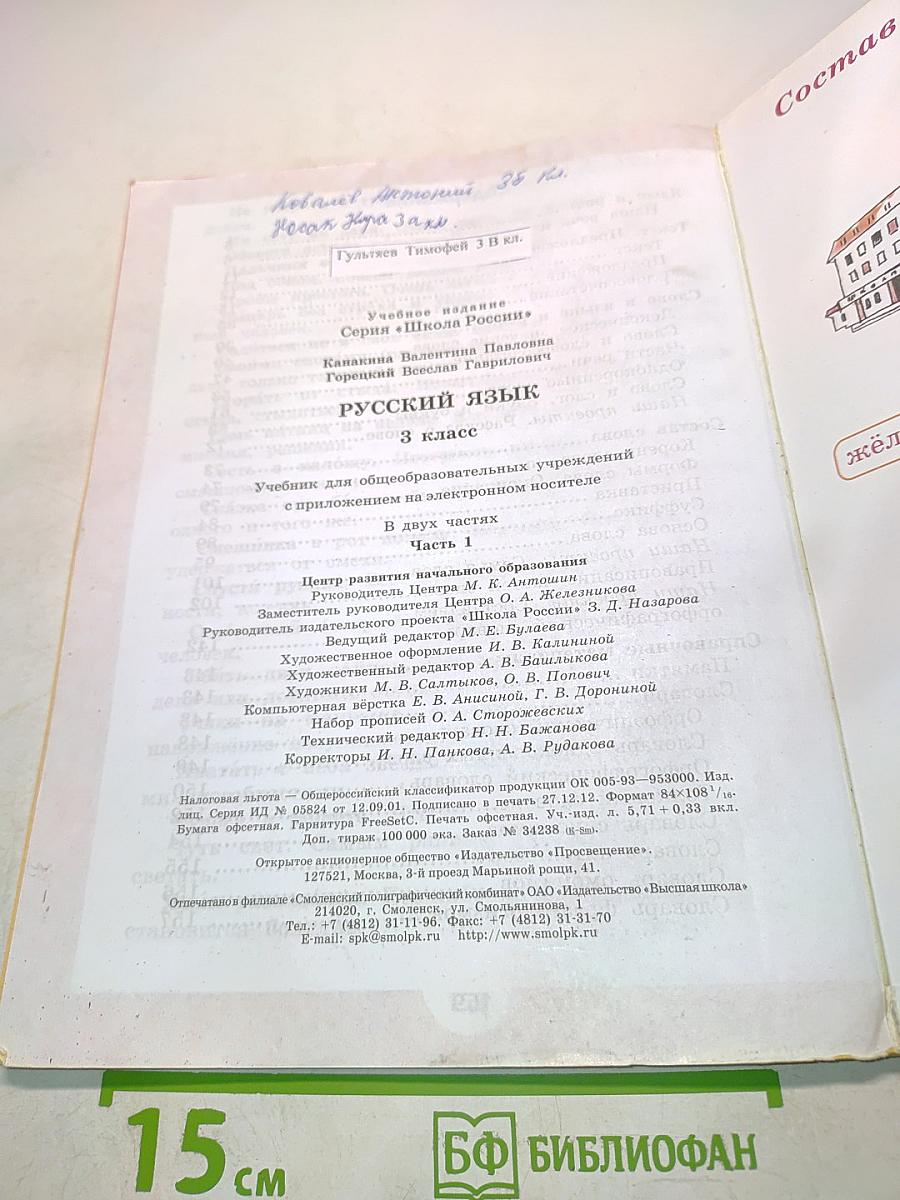 Ковалёв Антоний 3б кл.
3а кл.
Гультяев Тимофей 3 В кл.
Учебное издание
Серия «Школа России»
Канакина Валентина Павловна
Горецкий Всеслав Гаврилович
РУССКИЙ ЯЗЫК
3 класс
Учебник для общеобразовательных учреждений
с приложением на электронном носителе
В двух частях
Часть 1
Центр развития начального образования
Руководитель Центра М. К. Антошин
Заместитель руководителя Центра О. А. Железникова
Руководитель издательского проекта «Школа России» З. Д. Назарова
Ведущий редактор М. Е. Булаева
Художественное оформление И. В. Калининой
Художественный редактор А. В. Башлыкова
Художники М. В. Салтыков, О. В. Попович
Компьютерная вёрстка Е. В. Анисиной, Г. В. Дорониной
Набор прописей О. А. Сторожевских
Технический редактор Н. Н. Бажанова
Корректоры И. Н. Панкова, А. В. Рудакова
Налоговая льгота — Общероссийский классификатор продукции ОК 005-93—953000. Изд.
лиц. Серия ИД № 05824 от 12.09.01. Подписано в печать 27.12.12. Формат 84×108 1/16.
Бумага офсетная. Гарнитура FreeSetC. Печать офсетная. Уч.-изд. л. 5,71 + 0,33 вкл.
Доп. тираж 100 000 экз. Заказ № 34238 (K-Sm).
Открытое акционерное общество «Издательство «Просвещение».
127521, Москва, 3-й проезд Марьиной рощи, 41.
Отпечатано в филиале «Смоленский полиграфический комбинат» ОАО «Издательство «Высшая школа»
214020, г. Смоленск, ул. Смольянинова, 1
Тел.: +7 (4812) 31-11-96. Факс: +7 (4812) 31-31-70
E-mail: spk@smolpk.ru http://www.smolpk.ru
Состав
жёл
15 см
БФ БИБЛИОФАН